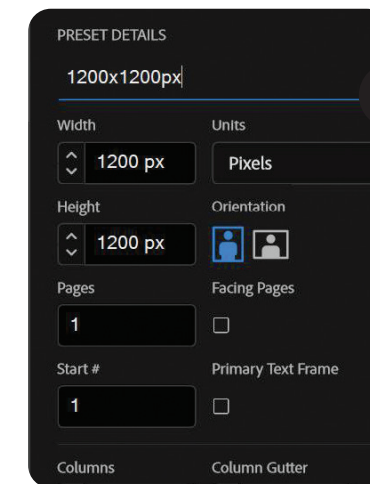 PRESET DETAILS
1200x1200px
Width Units
1200 px Pixels
Height Orientation
1200 px
Pages Facing Pages
1
Start # Primary Text Frame
1
Columns Column Gutter